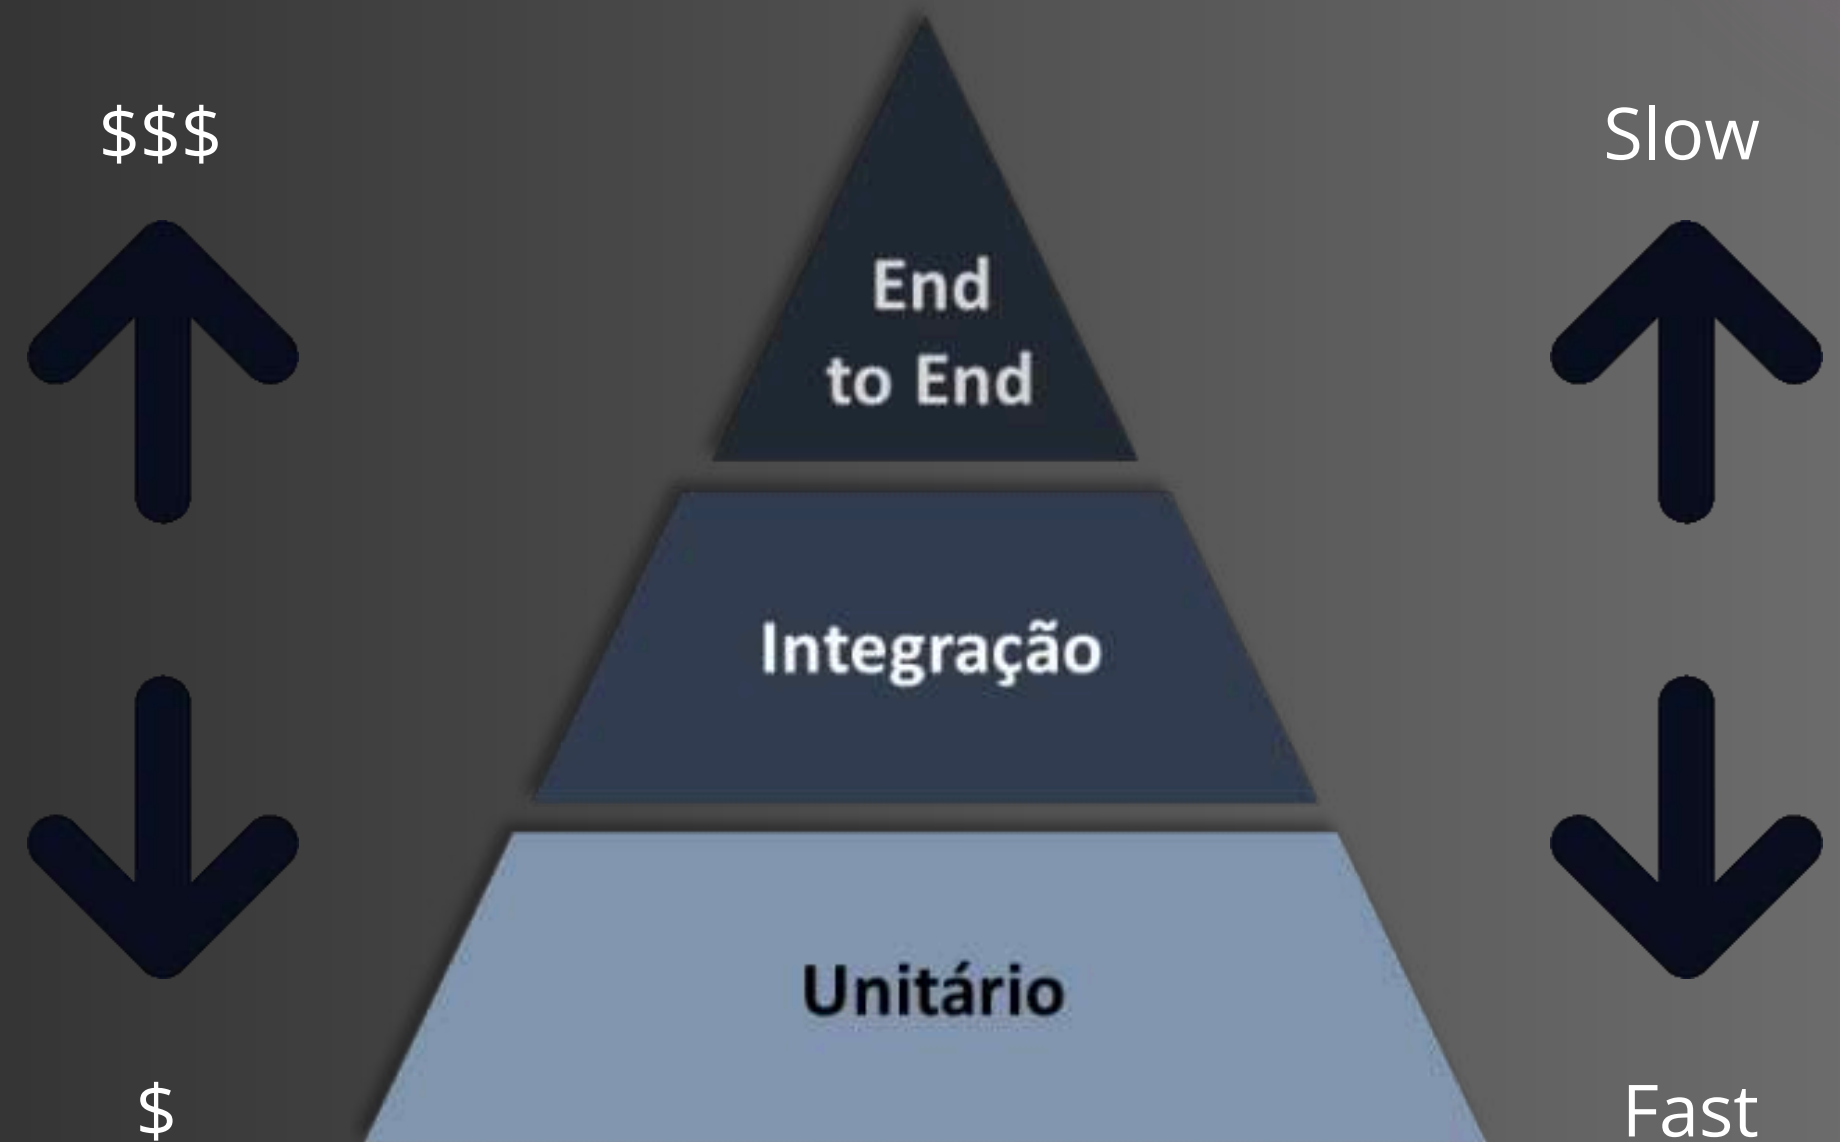 $$$
Slow
End
to End
Integração
Unitário
$
Fast